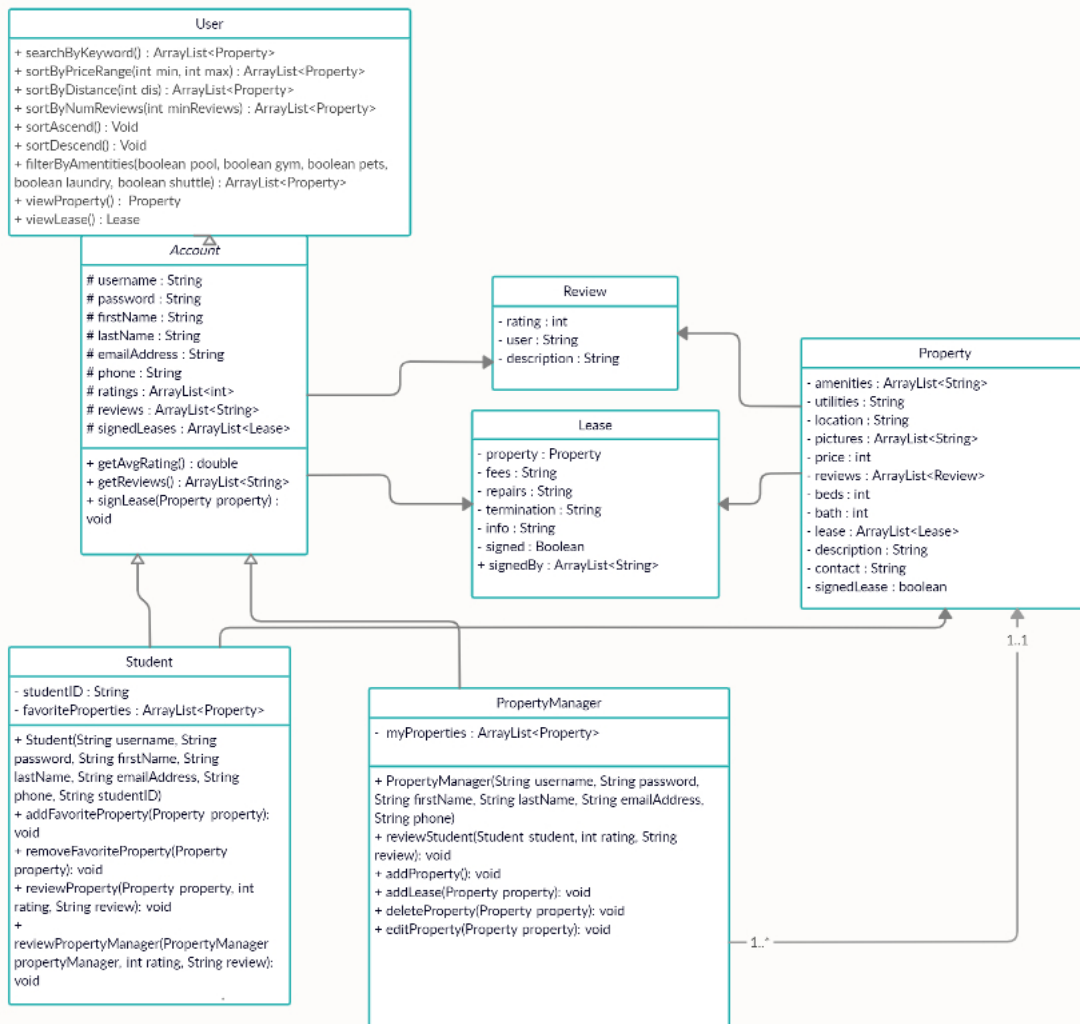 User
+ searchByKeyword() : ArrayList<Property>
+ sortByPriceRange(int min, int max) : ArrayList<Property>
+ sortByDistance(int dis) : ArrayList<Property>
+ sortByNumReviews(int minReviews) : ArrayList<Property>
+ sortAscend() : Void
+ sortDescend() : Void
+ filterByAmentities(boolean pool, boolean gym, boolean pets,
boolean laundry, boolean shuttle) : ArrayList<Property>
+ viewProperty() : Property
+ viewLease() : Lease
Account
# username : String
# password : String
# firstName : String
# lastName : String
# emailAddress : String
# phone : String
# ratings : ArrayList<int>
# reviews : ArrayList<String>
# signedLeases : ArrayList<Lease>
+ getAvgRating() : double
+ getReviews() : ArrayList<String>
+ signLease(Property property) :
void
Review
- rating : int
- user : String
- description : String
Lease
- property : Property
- fees : String
- repairs : String
- termination : String
- info : String
- signed : Boolean
+ signedBy : ArrayList<String>
Property
- amenities : ArrayList<String>
- utilities : String
- location : String
- pictures : ArrayList<String>
- price : int
- reviews : ArrayList<Review>
- beds : int
- bath : int
- lease : ArrayList<Lease>
- description : String
- contact : String
- signedLease : boolean
1..1
Student
- studentID : String
- favoriteProperties : ArrayList<Property>
+ Student(String username, String
password, String firstName, String
lastName, String emailAddress, String
phone, String studentID)
+ addFavoriteProperty(Property property):
void
+ removeFavoriteProperty(Property
property): void
+ reviewProperty(Property property, int
rating, String review): void
+
reviewPropertyManager(PropertyManager
propertyManager, int rating, String review):
void
PropertyManager
- myProperties : ArrayList<Property>
+ PropertyManager(String username, String password,
String firstName, String lastName, String emailAddress,
String phone)
+ reviewStudent(Student student, int rating, String
review): void
+ addProperty(): void
+ addLease(Property property): void
+ deleteProperty(Property property): void
+ editProperty(Property property): void
1..*